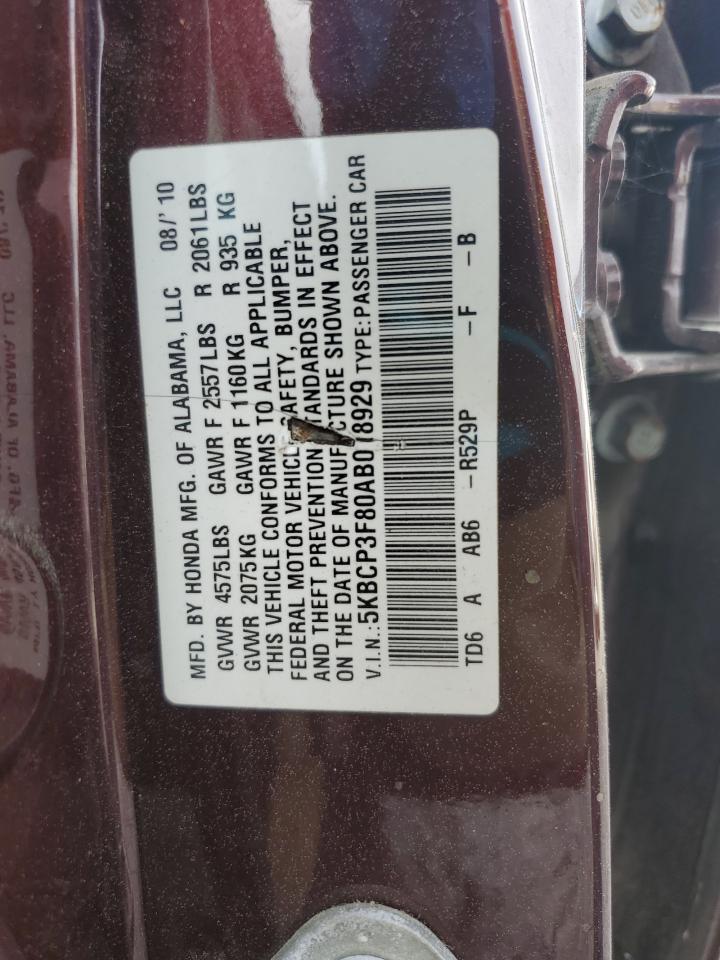 MFD. BY HONDA MFG. OF ALABAMA, LLC 08/' 10
GVWR 4575LBS GAWR F 2557LBS R 2061LBS
GVWR 2075KG GAWR F 1160KG R 935 KG
THIS VEHICLE CONFORMS TO ALL APPLICABLE
FEDERAL MOTOR VEHICLE SAFETY, BUMPER,
AND THEFT PREVENTION STANDARDS IN EFFECT
ON THE DATE OF MANUFACTURE SHOWN ABOVE.
V.I.N.: TYPE:PASSENGER CAR
TD6 A AB6 -R529P -F -B